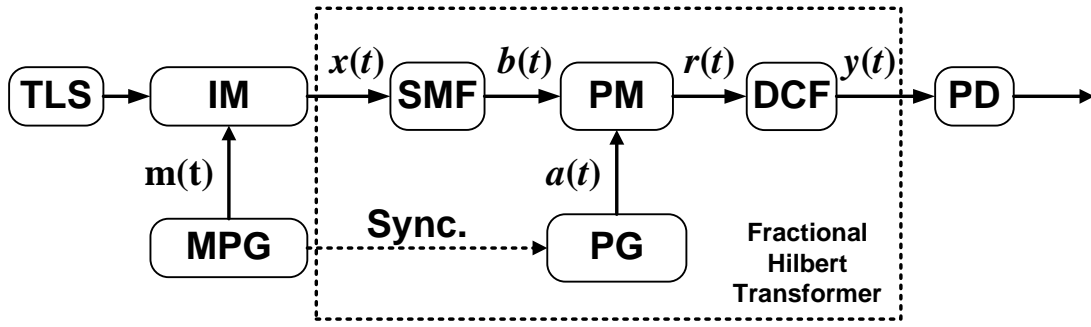 x(t) b(t) r(t) y(t)
TLS IM SMF PM DCF PD
m(t) a(t)
MPG Sync. PG
Fractional
Hilbert
Transformer